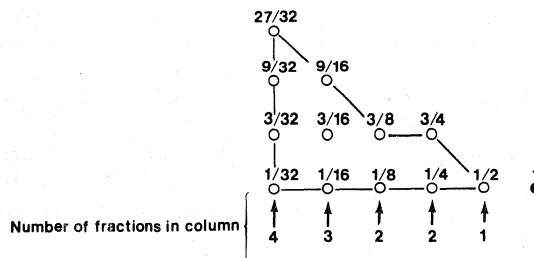 27/32
9/32 9/16
3/32 3/16 3/8 3/4
1/32 1/16 1/8 1/4 1/2
Number of fractions in column 4 3 2 2 1